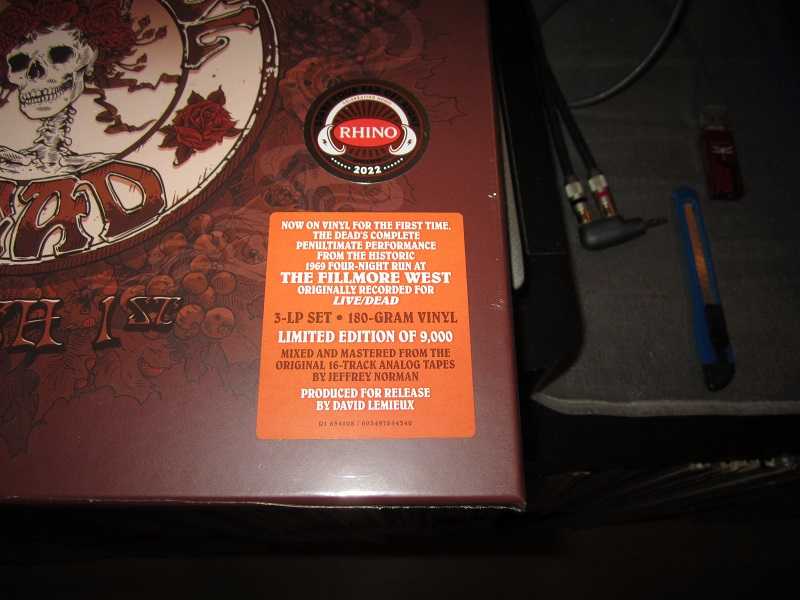 EAD
RHINO
2022
NOW ON VINYL FOR THE FIRST TIME,
THE DEAD'S COMPLETE
PENULTIMATE PERFORMANCE
FROM THE HISTORIC
1969 FOUR-NIGHT RUN AT
THE FILLMORE WEST
ORIGINALLY RECORDED FOR
LIVE/DEAD
CH 1ST
3-LP SET • 180-GRAM VINYL
LIMITED EDITION OF 9,000
MIXED AND MASTERED FROM THE
ORIGINAL 16-TRACK ANALOG TAPES
BY JEFFREY NORMAN
PRODUCED FOR RELEASE
BY DAVID LEMIEUX